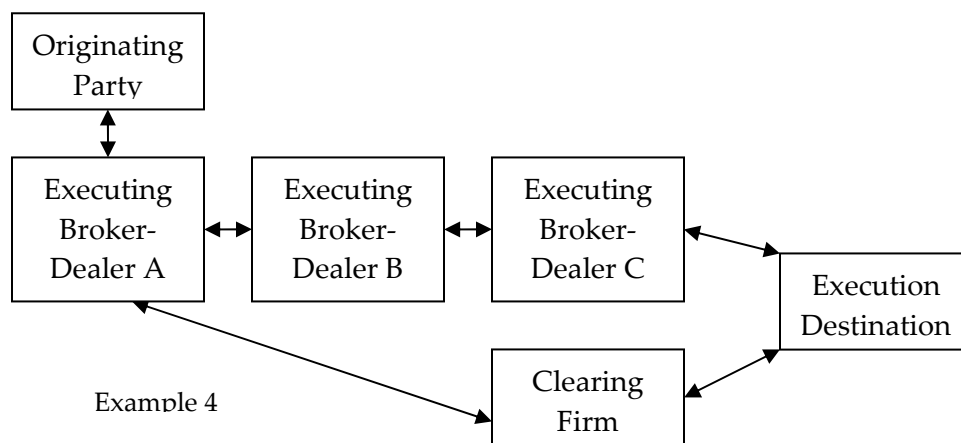 Originating
Party
Executing
Broker-
Dealer A
Executing
Broker-
Dealer B
Executing
Broker-
Dealer C
Execution
Destination
Clearing
Firm
Example 4